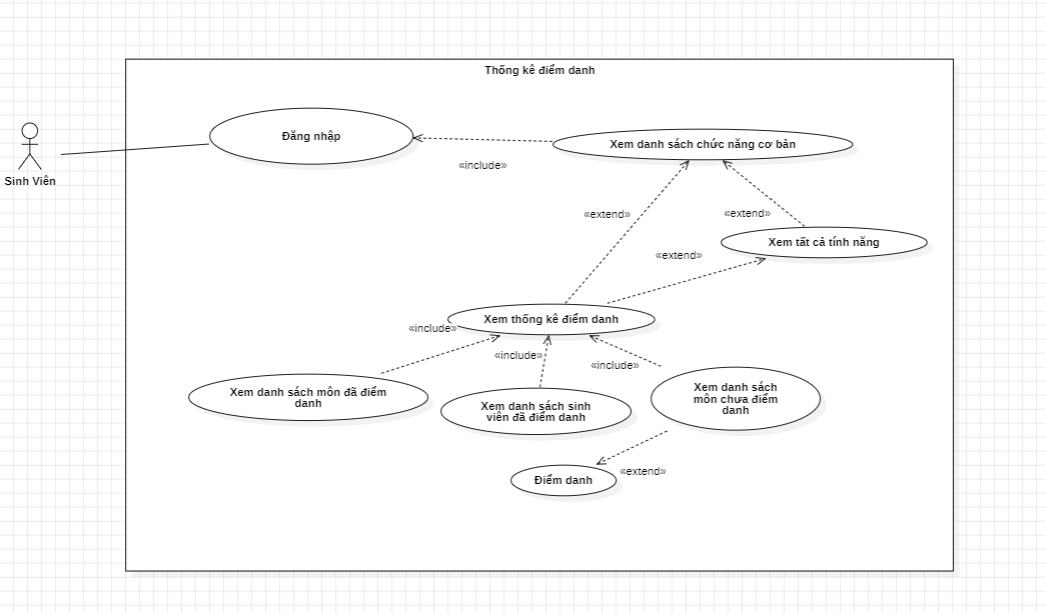 Thống kê điểm danh
Sinh Viên
Đăng nhập
«include»
Xem danh sách chức năng cơ bản
«extend»
«extend»
Xem tất cả tính năng
«extend»
Xem thống kê điểm danh
«include»
«include»
«include»
Xem danh sách môn đã điểm
danh
Xem danh sách sinh
viên đã điểm danh
Xem danh sách
môn chưa điểm
danh
«extend»
Điểm danh